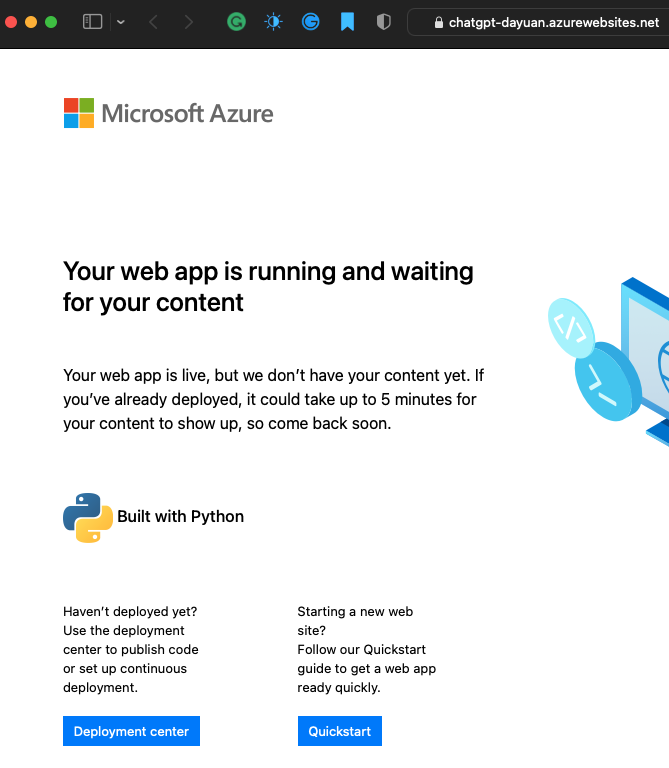 chatgpt-dayuan.azurewebsites.net
Microsoft Azure
Your web app is running and waiting
for your content
Your web app is live, but we don’t have your content yet. If
you’ve already deployed, it could take up to 5 minutes for
your content to show up, so come back soon.
Built with Python
Haven’t deployed yet?
Use the deployment
center to publish code
or set up continuous
deployment.
Deployment center
Starting a new web
site?
Follow our Quickstart
guide to get a web app
ready quickly.
Quickstart